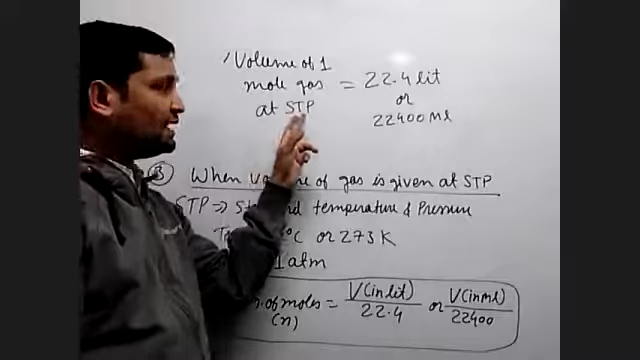 Volume of 1
mole gas = 22.4 lit
at STP or
22400 Ml
③ When Volume of gas is given at STP
STP ⇒ temperature & Pressure
°C or 273 K
1 atm
of moles = V(in lit) / 22.4 or V(in ml) / 22400
(n)